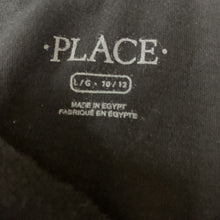 ·PLACE·
L/G · 10/12
MADE IN EGYPT
FABRIQUÉ EN ÉGYPTE